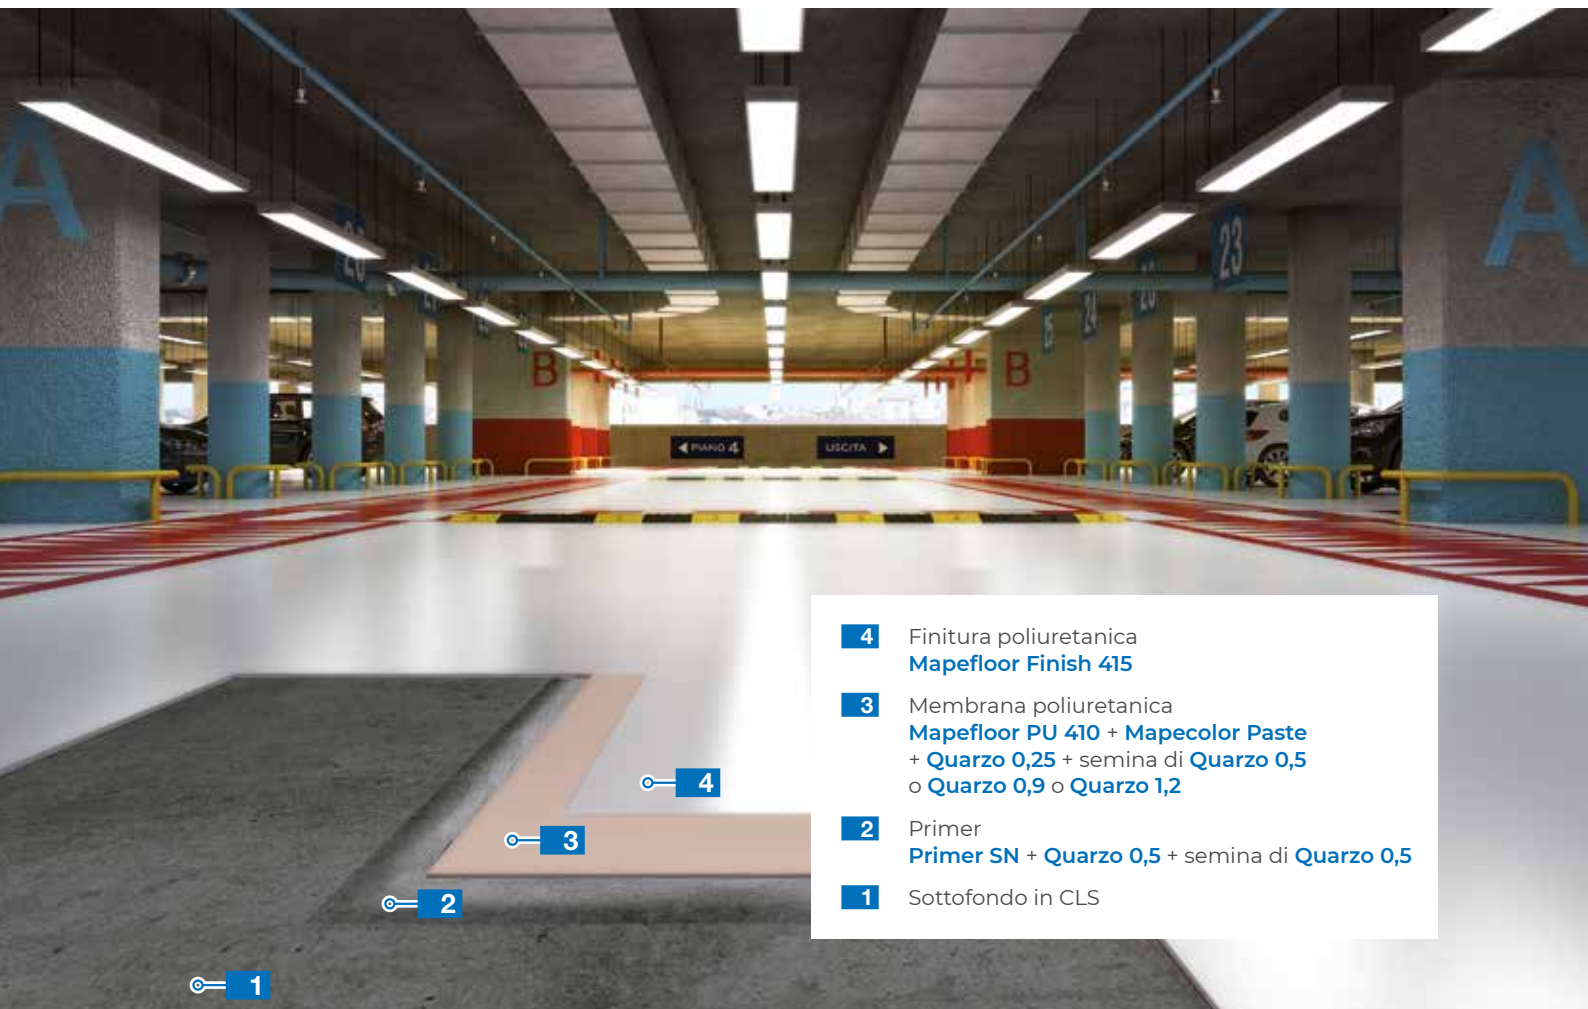 A
A
23
24
25
B
B
PIANO 4
USCITA
4 Finitura poliuretanica
Mapefloor Finish 415
3 Membrana poliuretanica
Mapefloor PU 410 + Mapecolor Paste
+ Quarzo 0,25 + semina di Quarzo 0,5
o Quarzo 0,9 o Quarzo 1,2
2 Primer
Primer SN + Quarzo 0,5 + semina di Quarzo 0,5
1 Sottofondo in CLS
4
3
2
1